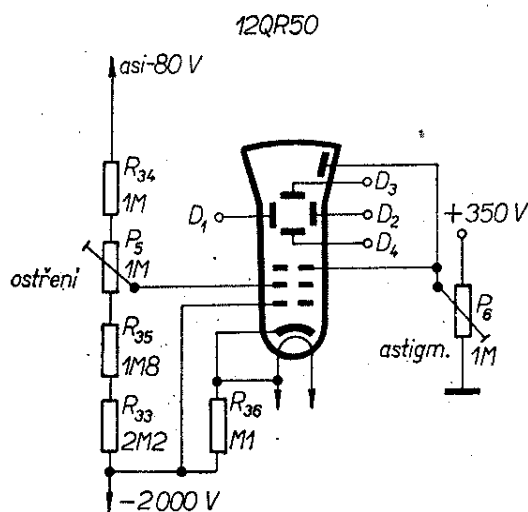 12QR50
asi-80 V
R34
1M
P5
1M
ostření
R35
1M8
R33
2M2
-2000 V
D1
D3
D2
D4
R36
M1
+350 V
P6
1M
astigm.